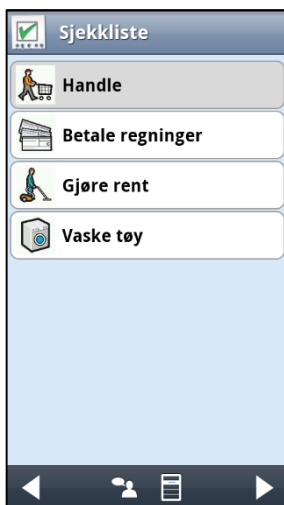 Sjekkliste
Handle
Betale regninger
Gjøre rent
Vaske tøy